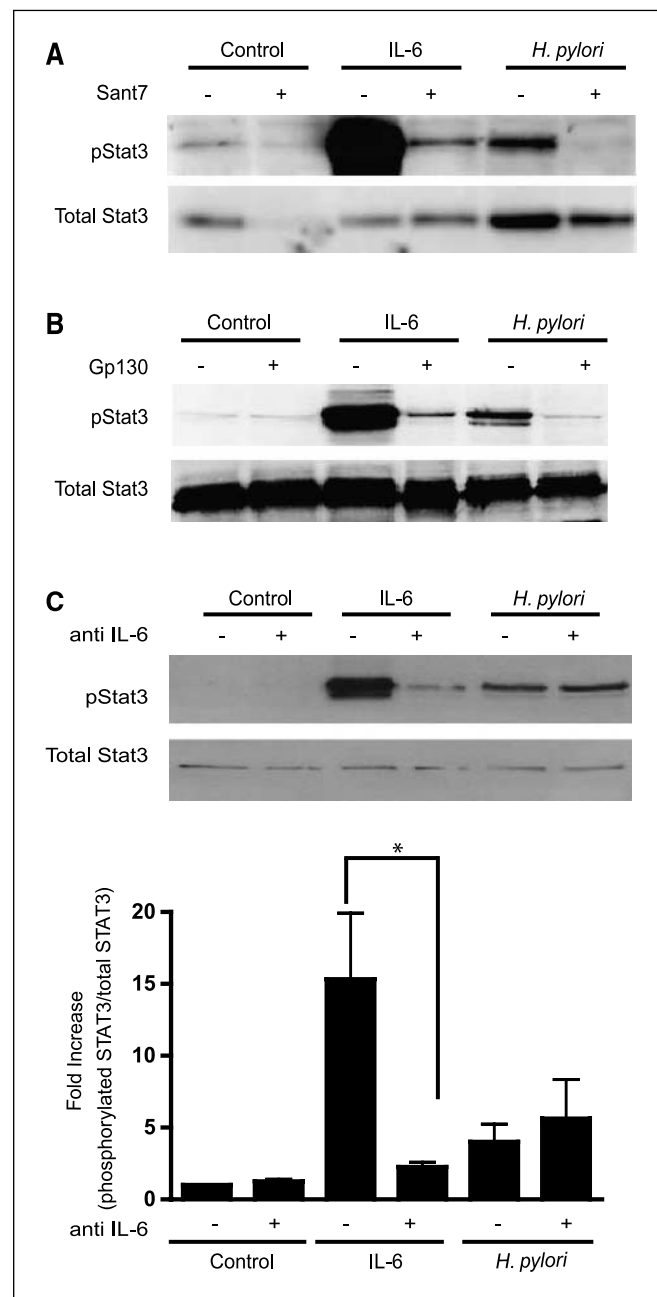 A
Control IL-6 H. pylori
Sant7 - + - + - +
pStat3
Total Stat3
B
Control IL-6 H. pylori
Gp130 - + - + - +
pStat3
Total Stat3
C
Control IL-6 H. pylori
anti IL-6 - + - + - +
pStat3
Total Stat3
*
Fold Increase
(phosphorylated STAT3/total STAT3)
20
15
10
5
0
anti IL-6 - + - + - +
Control IL-6 H. pylori